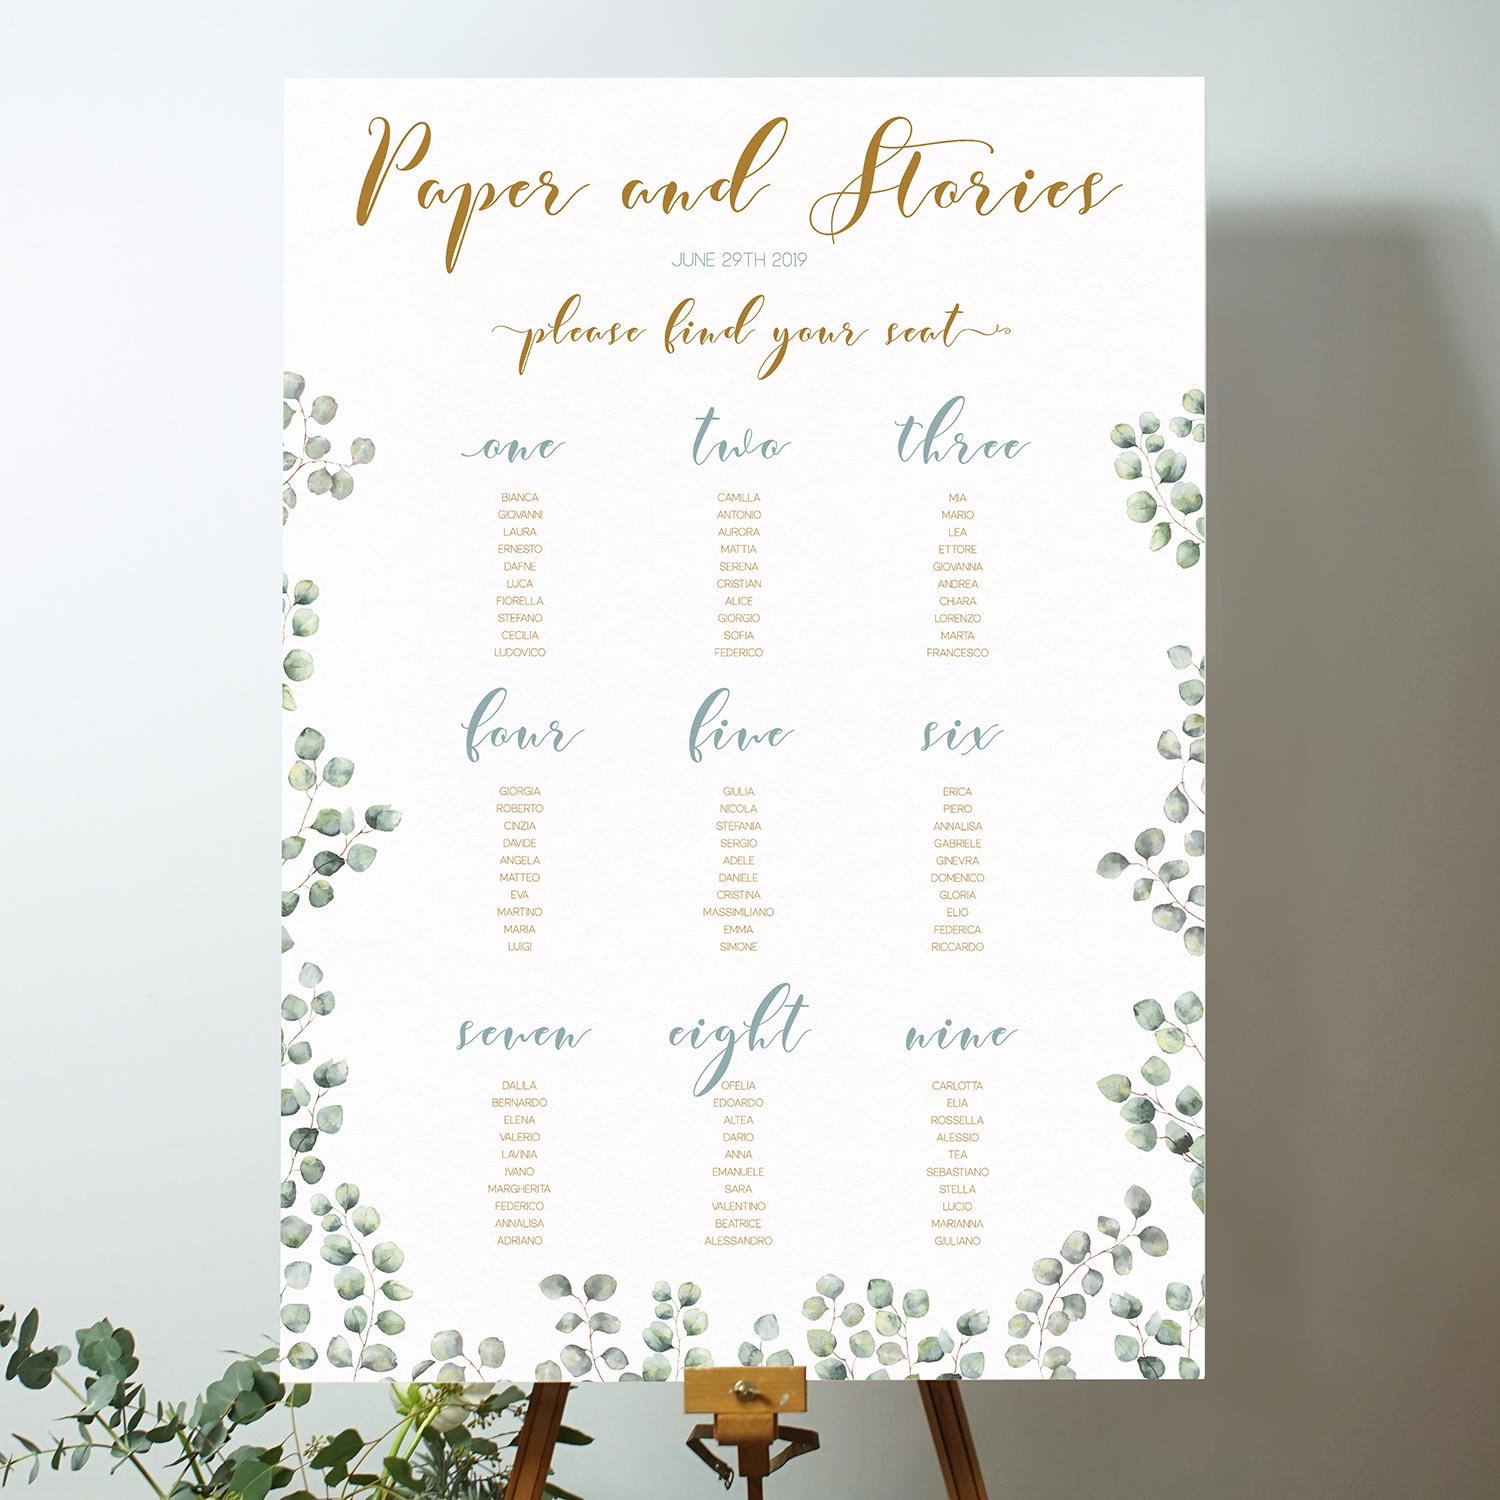 Paper and Stories
JUNE 29TH 2019
please find your seat
one
BIANCA
GIOVANNI
LAURA
ERNESTO
DAFNE
LUCA
FIORELLA
STEFANO
CECILIA
LUDOVICO
two
CAMILLA
ANTONIO
AURORA
MATTIA
SERENA
CRISTIAN
ALICE
GIORGIO
SOFIA
FEDERICO
three
MIA
MARIO
LEA
ETTORE
GIOVANNA
ANDREA
CHIARA
LORENZO
MARTA
FRANCESCO
four
GIORGIA
ROBERTO
CINZIA
DAVIDE
ANGELA
MATTEO
EVA
MARTINO
MARIA
LUIGI
five
GIULIA
NICOLA
STEFANIA
SERGIO
ADELE
DANIELE
CRISTINA
MASSIMILIANO
EMMA
SIMONE
six
ERICA
PIERO
ANNALISA
GABRIELE
GINEVRA
DOMENICO
GLORIA
ELIO
FEDERICA
RICCARDO
seven
DALILA
BERNARDO
ELENA
VALERIO
LAVINIA
IVANO
MARGHERITA
FEDERICO
ANNALISA
ADRIANO
eight
OFELIA
EDOARDO
ALTEA
DARIO
ANNA
EMANUELE
SARA
VALENTINO
BEATRICE
ALESSANDRO
nine
CARLOTTA
ELIA
ROSSELLA
ALESSIO
TEA
SEBASTIANO
STELLA
LUCIO
MARIANNA
GIULIANO